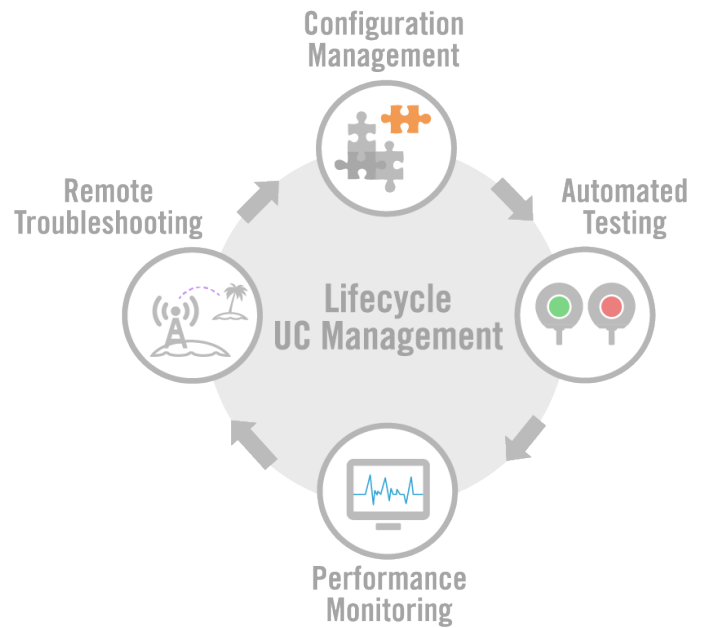 Configuration
Management
Remote
Troubleshooting
Automated
Testing
Lifecycle
UC Management
Performance
Monitoring